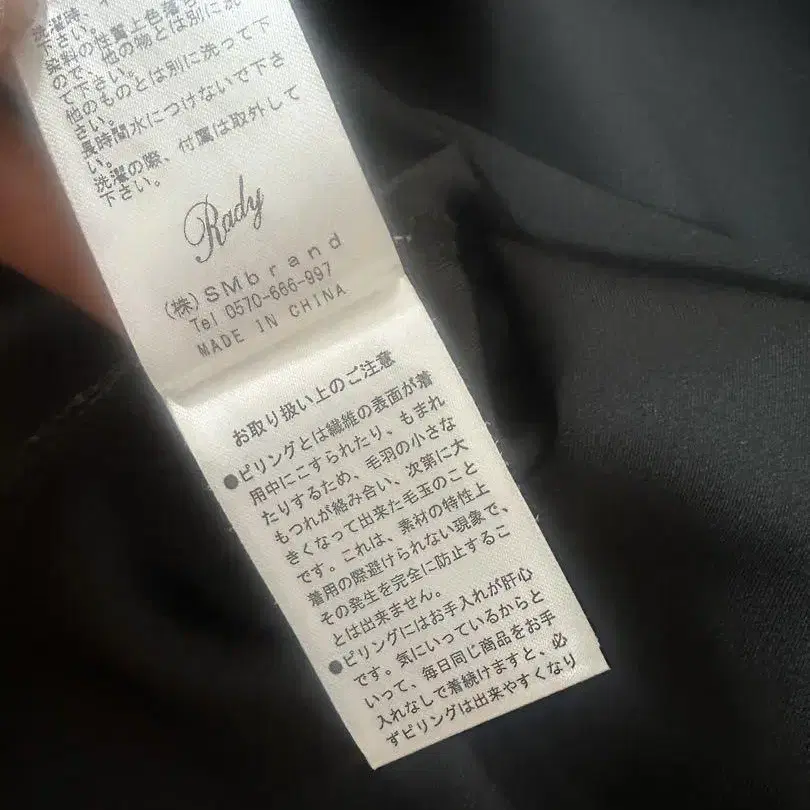 洗濯時、
下さい。
染料の性質上色落ち
ので、他の物とは別に洗っ
て下さい。
他のものとは別に洗って下
さい。
長時間水につけないで下さ
い。
洗濯の際、付属は取外して
下さい。
Rady
(株)SMbrand
Tel 0570-666-997
MADE IN CHINA
お取り扱い上のご注意
●ピリングとは繊維の表面が着
用中にこすられたり、もまれ
たりするため、毛羽の小さな
もつれが絡み合い、次第に大
きくなって出来た毛玉のこと
です。これは、素材の特性上
着用の際避けられない現象で、
その発生を完全に防止するこ
とは出来ません。
●ピリングにはお手入れが肝心
です。気にいっているからと
いって、毎日同じ商品をお手
入れなしで着続けますと、必
ずピリングは出来やすくなり